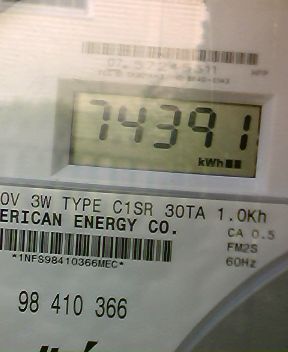 74391
kWh
0V 3W TYPE C1SR 30TA 1.0Kh
ERICAN ENERGY CO.
CA 0.5
FM2S
60Hz
*1NFS98410366MEC*
98 410 366